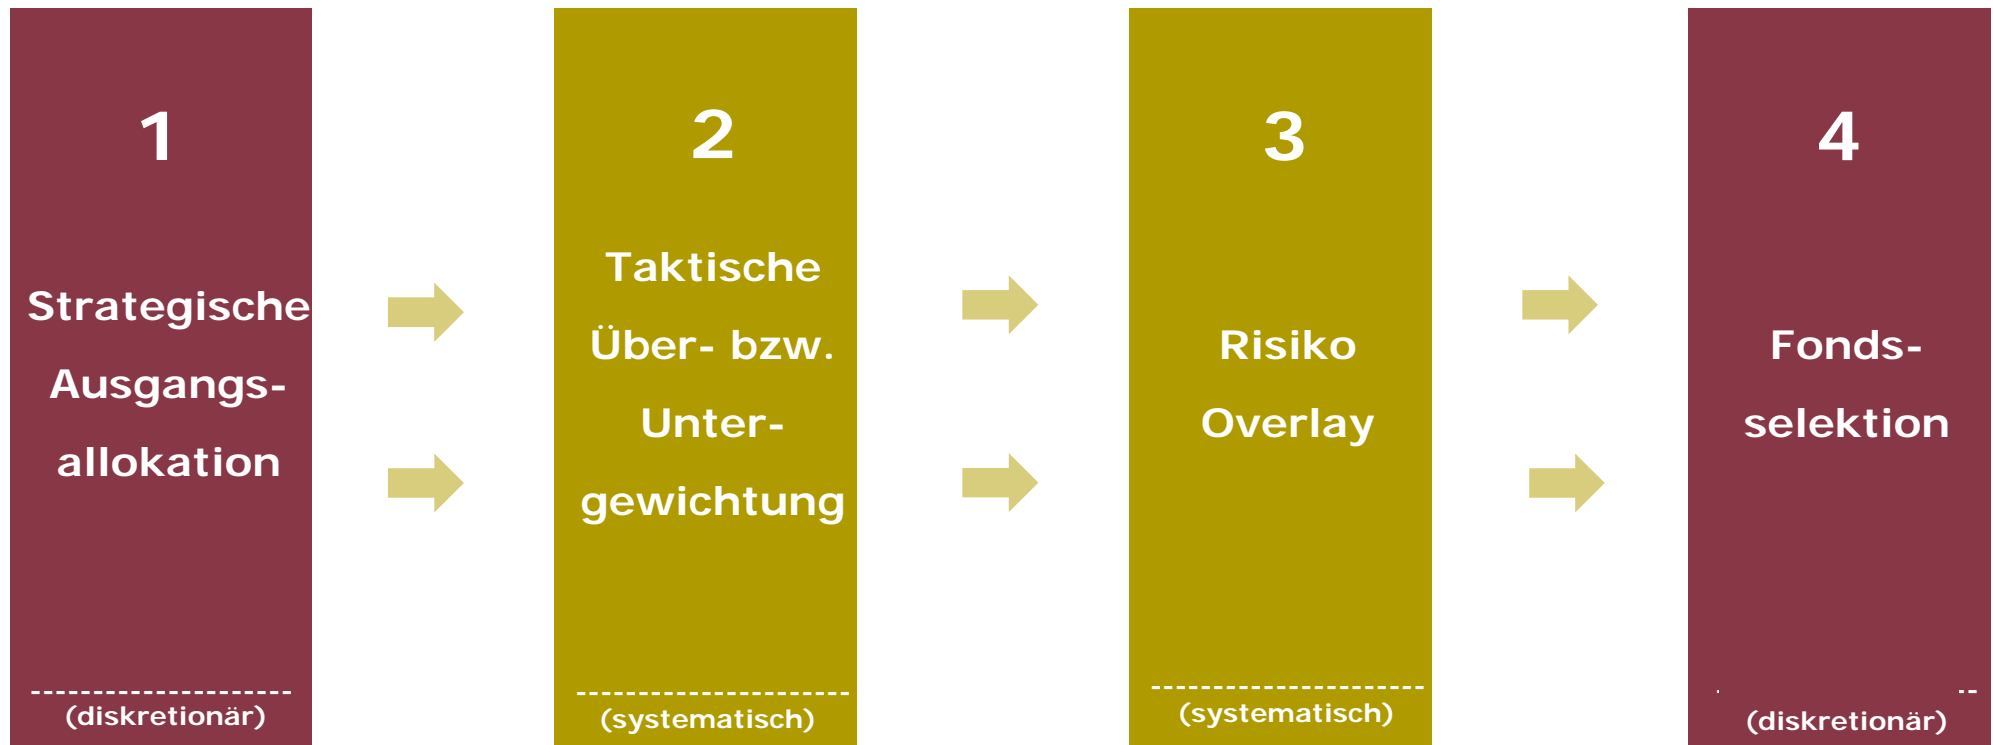 1
Strategische
Ausgangs-
allokation
(diskretionär)
2
Taktische
Über- bzw.
Unter-
gewichtung
(systematisch)
3
Risiko
Overlay
(systematisch)
4
Fonds-
selektion
(diskretionär)